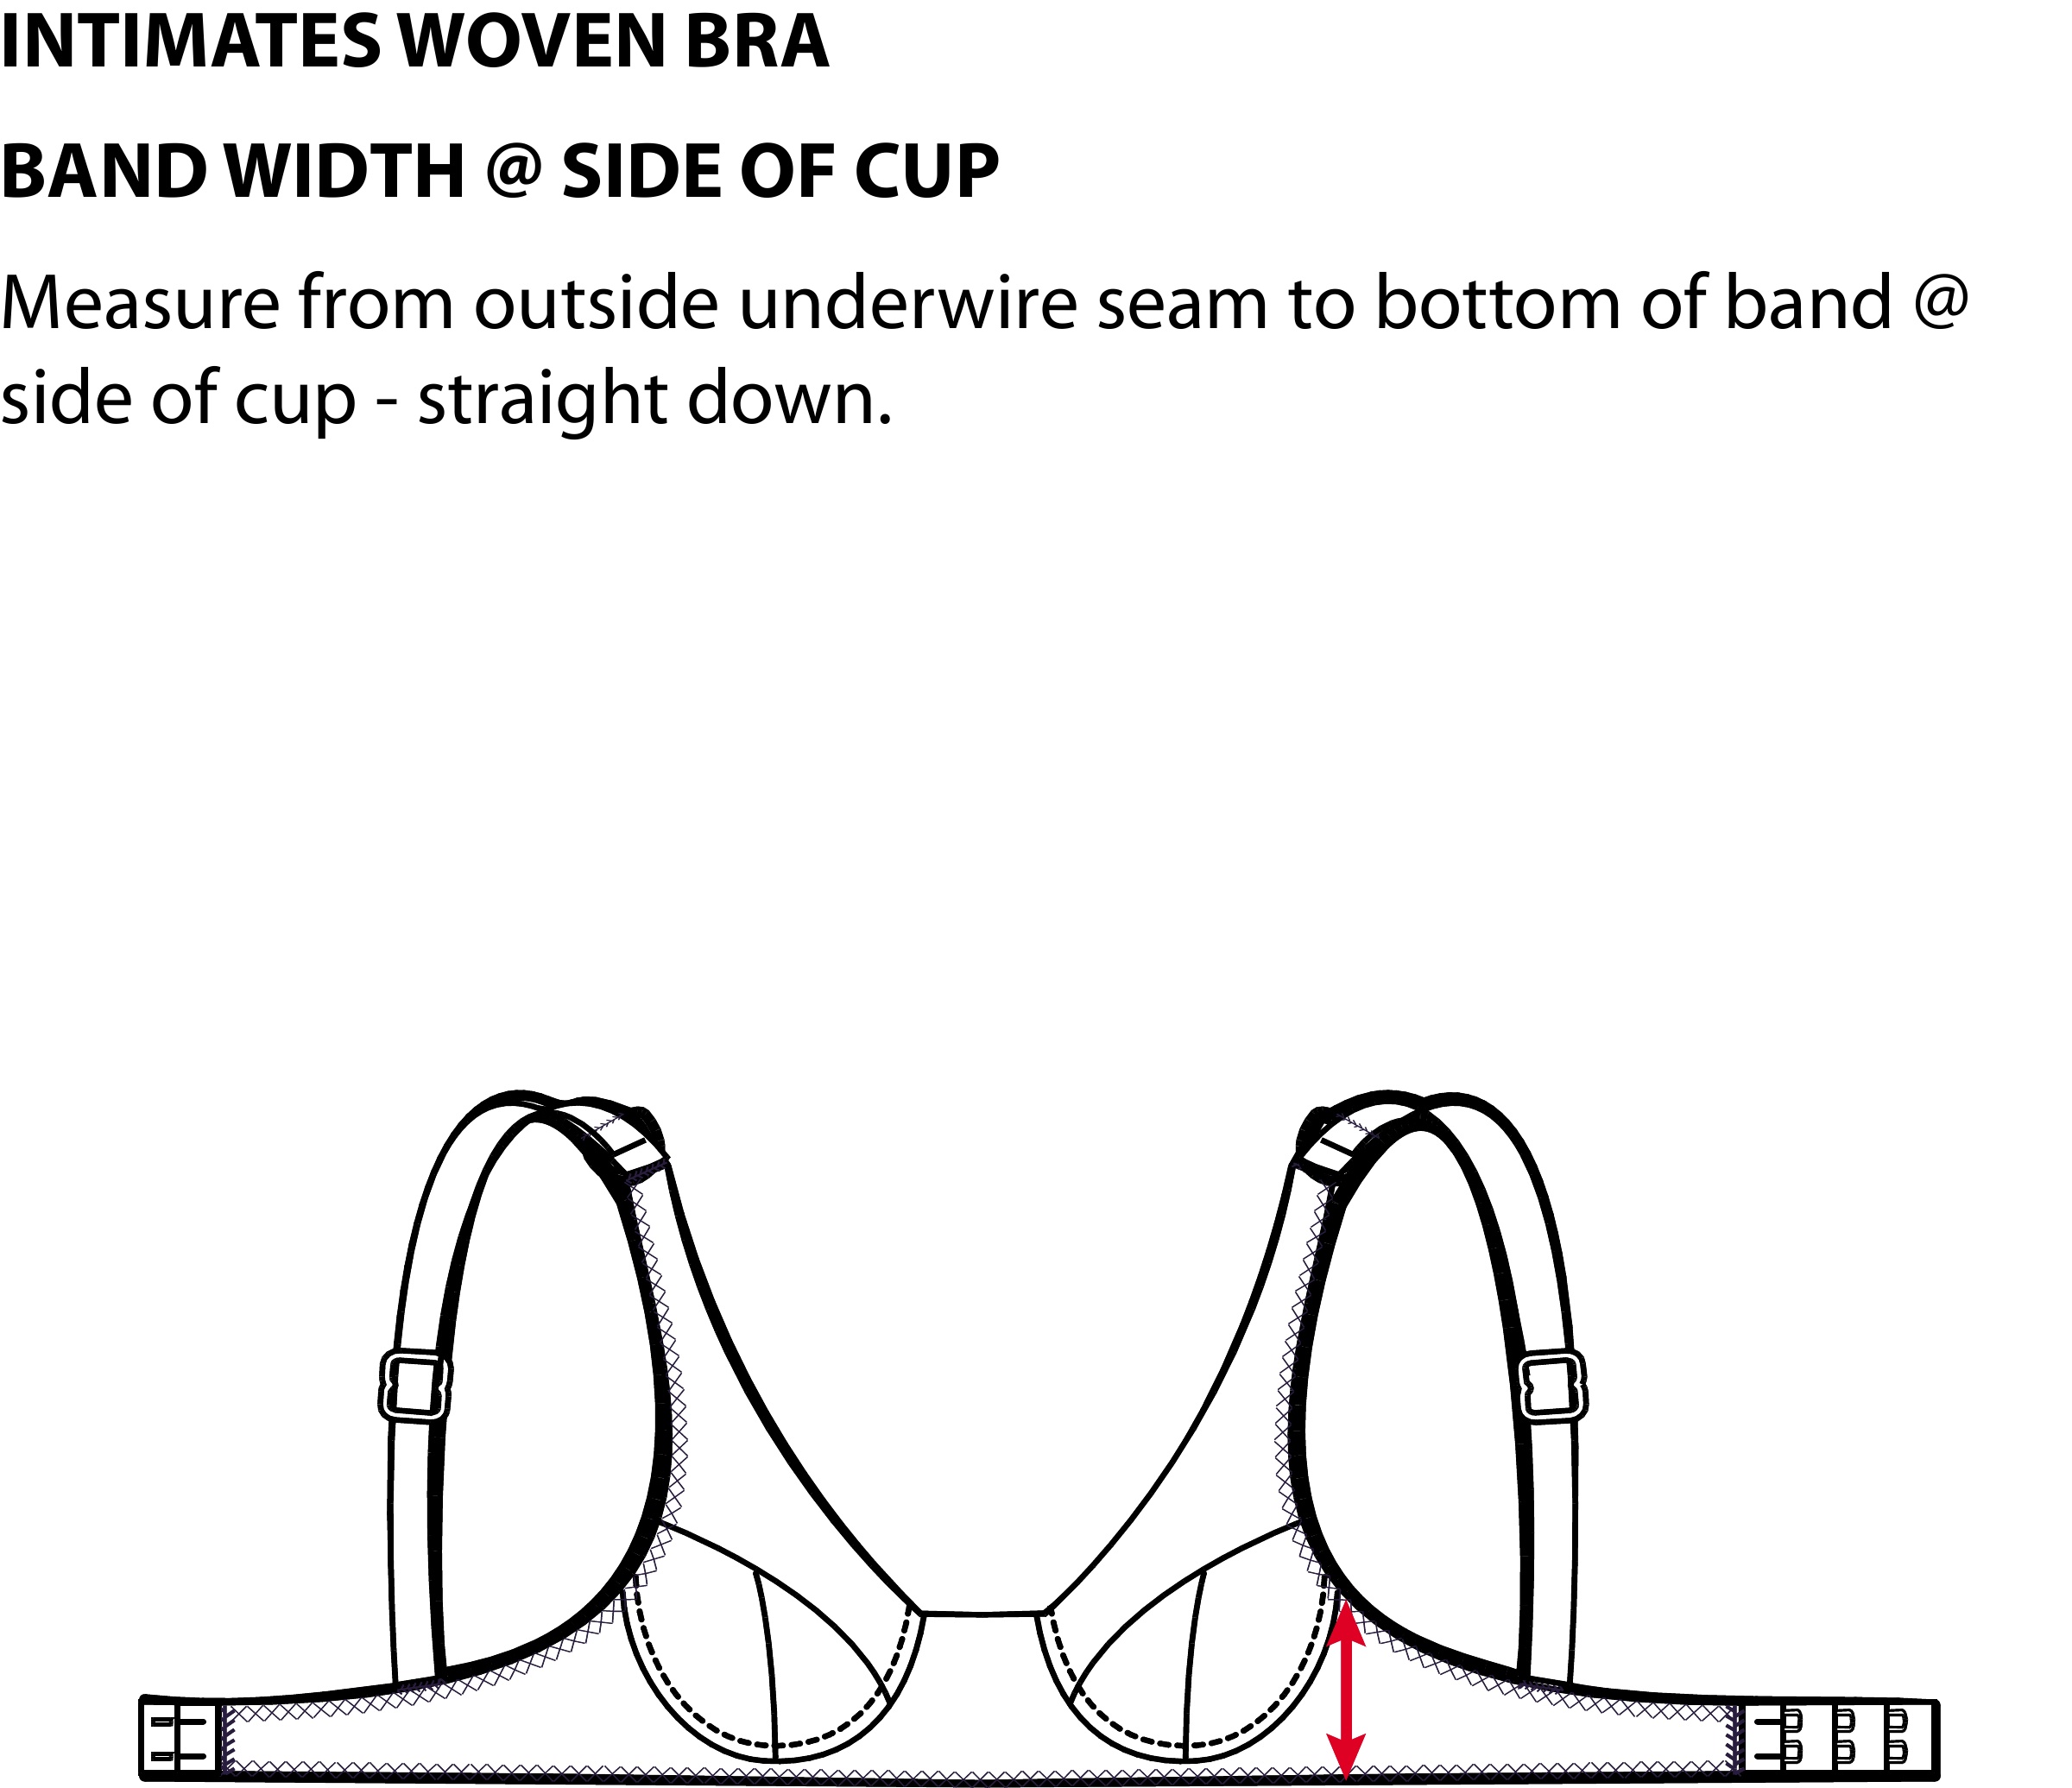 INTIMATES WOVEN BRA
BAND WIDTH @ SIDE OF CUP
Measure from outside underwire seam to bottom of band @
side of cup - straight down.